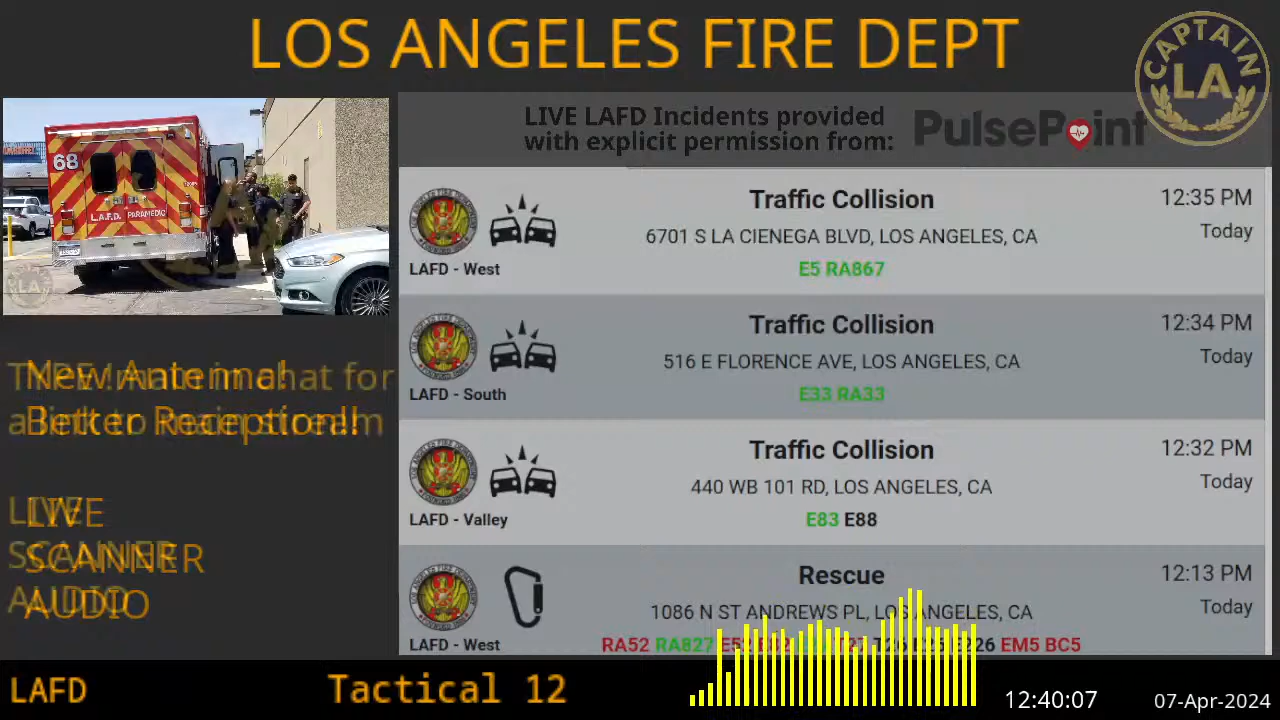 LOS ANGELES FIRE DEPT
CAPTAIN
LA
LIVE LAFD Incidents provided
with explicit permission from:
PulsePoint
68
L.A.F.D. PARAMEDIC
Traffic Collision
12:35 PM
6701 S LA CIENEGA BLVD, LOS ANGELES, CA
Today
E5 RA867
LAFD - West
Traffic Collision
12:34 PM
516 E FLORENCE AVE, LOS ANGELES, CA
Today
E33 RA33
LAFD - South
Traffic Collision
12:32 PM
440 WB 101 RD, LOS ANGELES, CA
Today
E83 E88
LAFD - Valley
Rescue
12:13 PM
1086 N ST ANDREWS PL, LOS ANGELES, CA
Today
RA52 RA827 EM5 BC5
LAFD - West
New Antenna!
Better Reception!!
LIVE
SCANNER
AUDIO
LAFD
Tactical 12
12:40:07
07-Apr-2024